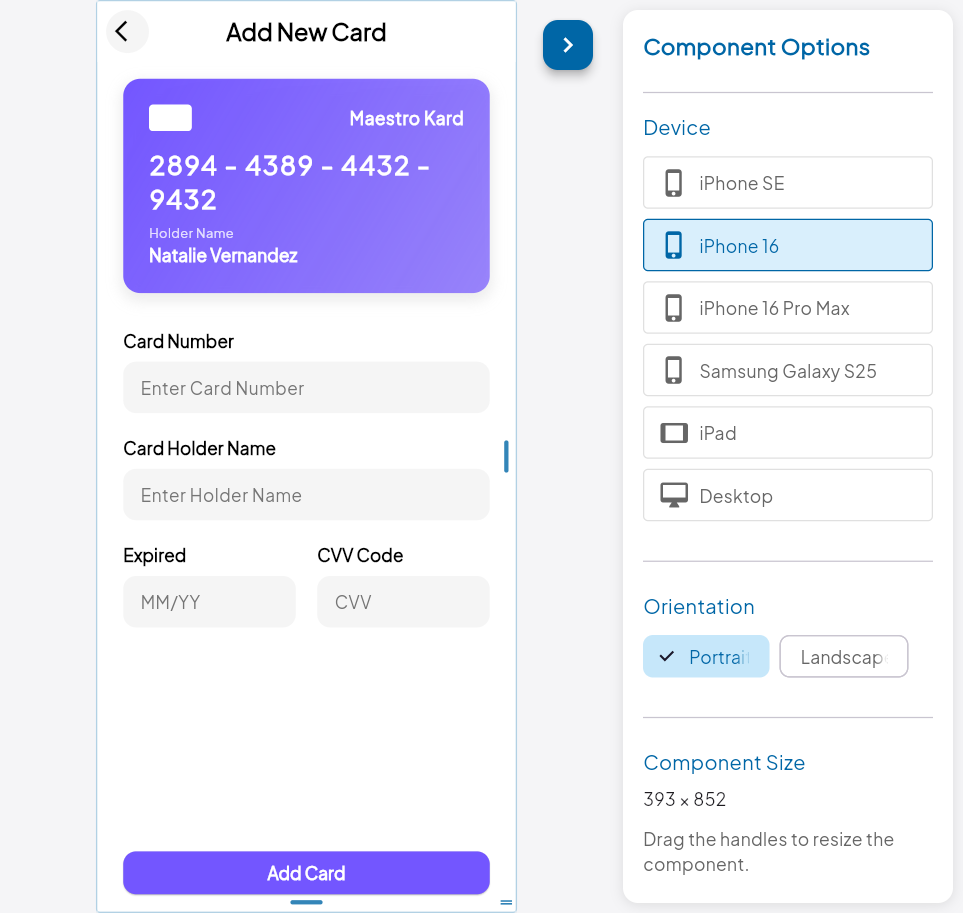 Add New Card
Maestro Kard
2894 - 4389 - 4432 -
9432
Holder Name
Natalie Vernandez
Card Number
Enter Card Number
Card Holder Name
Enter Holder Name
Expired
CVV Code
MM/YY
CVV
Add Card
Component Options
Device
iPhone SE
iPhone 16
iPhone 16 Pro Max
Samsung Galaxy S25
iPad
Desktop
Orientation
Portrait
Landscap
Component Size
393 × 852
Drag the handles to resize the
component.